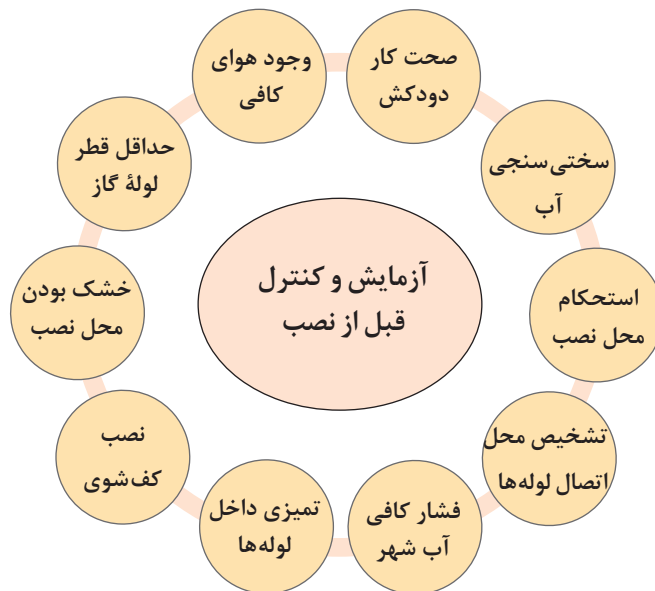 آزمایش و کنترل
قبل از نصب
صحت کار
دودکش
سختی‌سنجی
آب
استحکام
محل نصب
تشخیص محل
اتصال لوله‌ها
فشار کافی
آب شهر
تمیزی داخل
لوله‌ها
نصب
کف‌شوی
خشک بودن
محل نصب
حداقل قطر
لولۀ گاز
وجود هوای
کافی